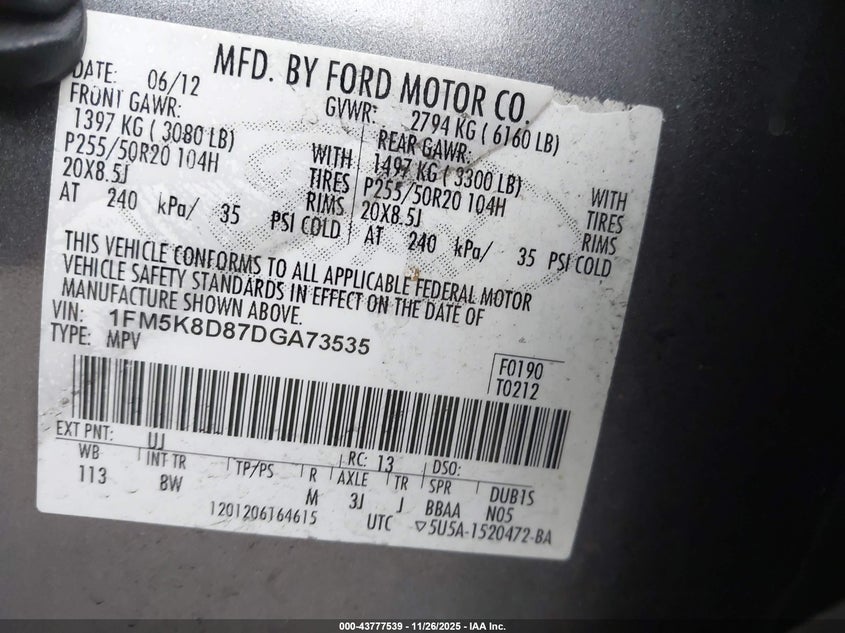 MFD. BY FORD MOTOR CO.
DATE: 06/12 GVWR: 2794 KG ( 6160 LB)
FRONT GAWR: REAR GAWR:
1397 KG ( 3080 LB) WITH 1497 KG ( 3300 LB) WITH
P255/50R20 104H TIRES P255/50R20 104H TIRES
20X8.5J RIMS 20X8.5J RIMS
AT 240 kPa/ 35 PSI COLD AT 240 kPa/ 35 PSI COLD
THIS VEHICLE CONFORMS TO ALL APPLICABLE FEDERAL MOTOR
VEHICLE SAFETY STANDARDS IN EFFECT ON THE DATE OF
MANUFACTURE SHOWN ABOVE.
VIN: 1FM5K8D87DGA73535
TYPE: MPV
F0190
T0212
EXT PNT: UJ RC: 13 DSO:
WB INT TR TP/PS R AXLE TR SPR DUB1S
113 8W M 3J J BBAA N05
1201206164615 UTC ▽5U5A-1520472-BA
000-43777539 - 11/26/2025 - IAA Inc.